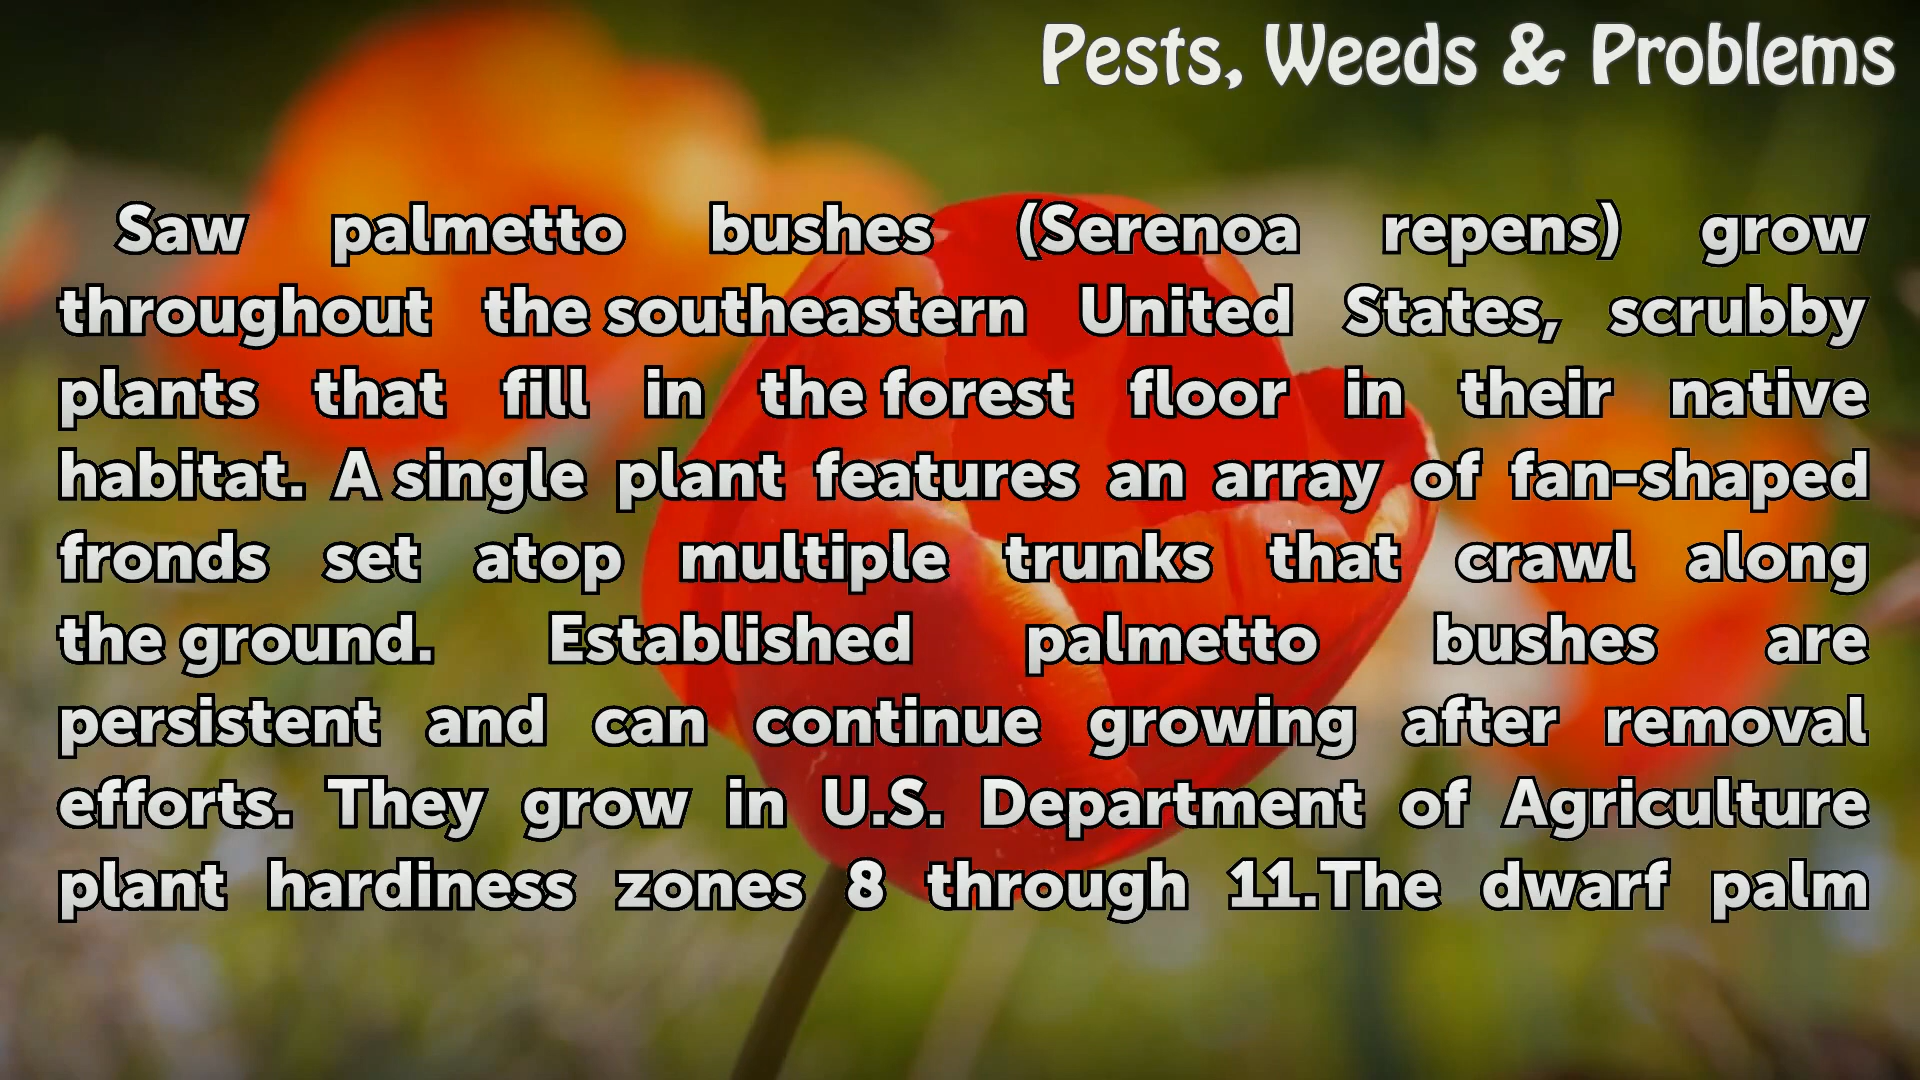 Pests, Weeds & Problems
Saw palmetto bushes (Serenoa repens) grow
throughout the southeastern United States, scrubby
plants that fill in the forest floor in their native
habitat. A single plant features an array of fan-shaped
fronds set atop multiple trunks that crawl along
the ground. Established palmetto bushes are
persistent and can continue growing after removal
efforts. They grow in U.S. Department of Agriculture
plant hardiness zones 8 through 11.The dwarf palm